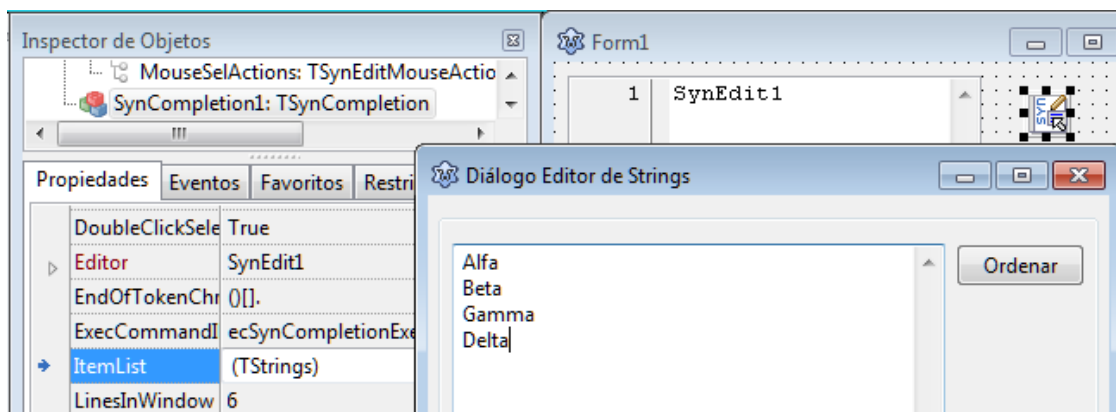 Inspector de Objetos
MouseSelActions: TSynEditMouseActio
SynCompletion1: TSynCompletion
Propiedades Eventos Favoritos Restri
DoubleClickSele True
Editor SynEdit1
EndOfTokenChr ()[].
ExecCommandI ecSynCompletionExe
ItemList (TStrings)
LinesInWindow 6
Form1
1 SynEdit1
SYN
Diálogo Editor de Strings
Alfa
Beta
Gamma
Delta
Ordenar